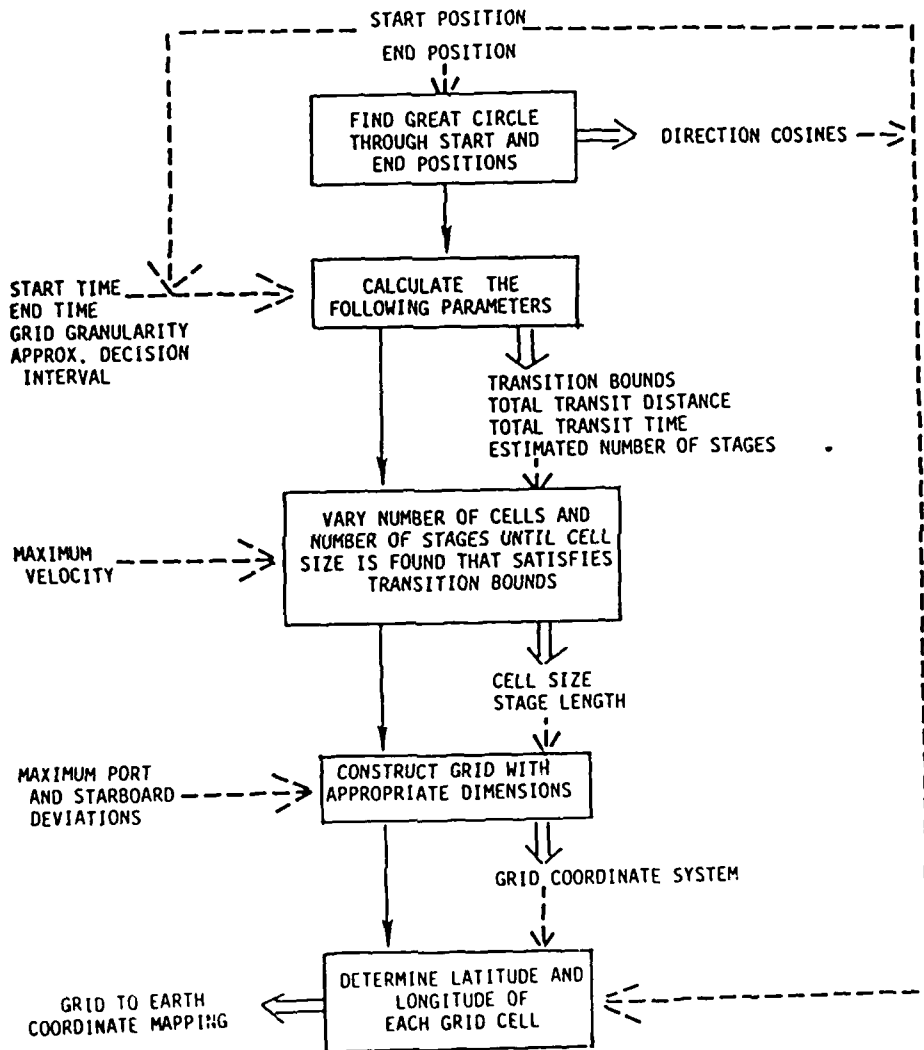 START POSITION
END POSITION
FIND GREAT CIRCLE
THROUGH START AND
END POSITIONS
DIRECTION COSINES
START TIME
END TIME
GRID GRANULARITY
APPROX. DECISION
INTERVAL
CALCULATE THE
FOLLOWING PARAMETERS
TRANSITION BOUNDS
TOTAL TRANSIT DISTANCE
TOTAL TRANSIT TIME
ESTIMATED NUMBER OF STAGES
MAXIMUM
VELOCITY
VARY NUMBER OF CELLS AND
NUMBER OF STAGES UNTIL CELL
SIZE IS FOUND THAT SATISFIES
TRANSITION BOUNDS
CELL SIZE
STAGE LENGTH
MAXIMUM PORT
AND STARBOARD
DEVIATIONS
CONSTRUCT GRID WITH
APPROPRIATE DIMENSIONS
GRID COORDINATE SYSTEM
DETERMINE LATITUDE AND
LONGITUDE OF
EACH GRID CELL
GRID TO EARTH
COORDINATE MAPPING